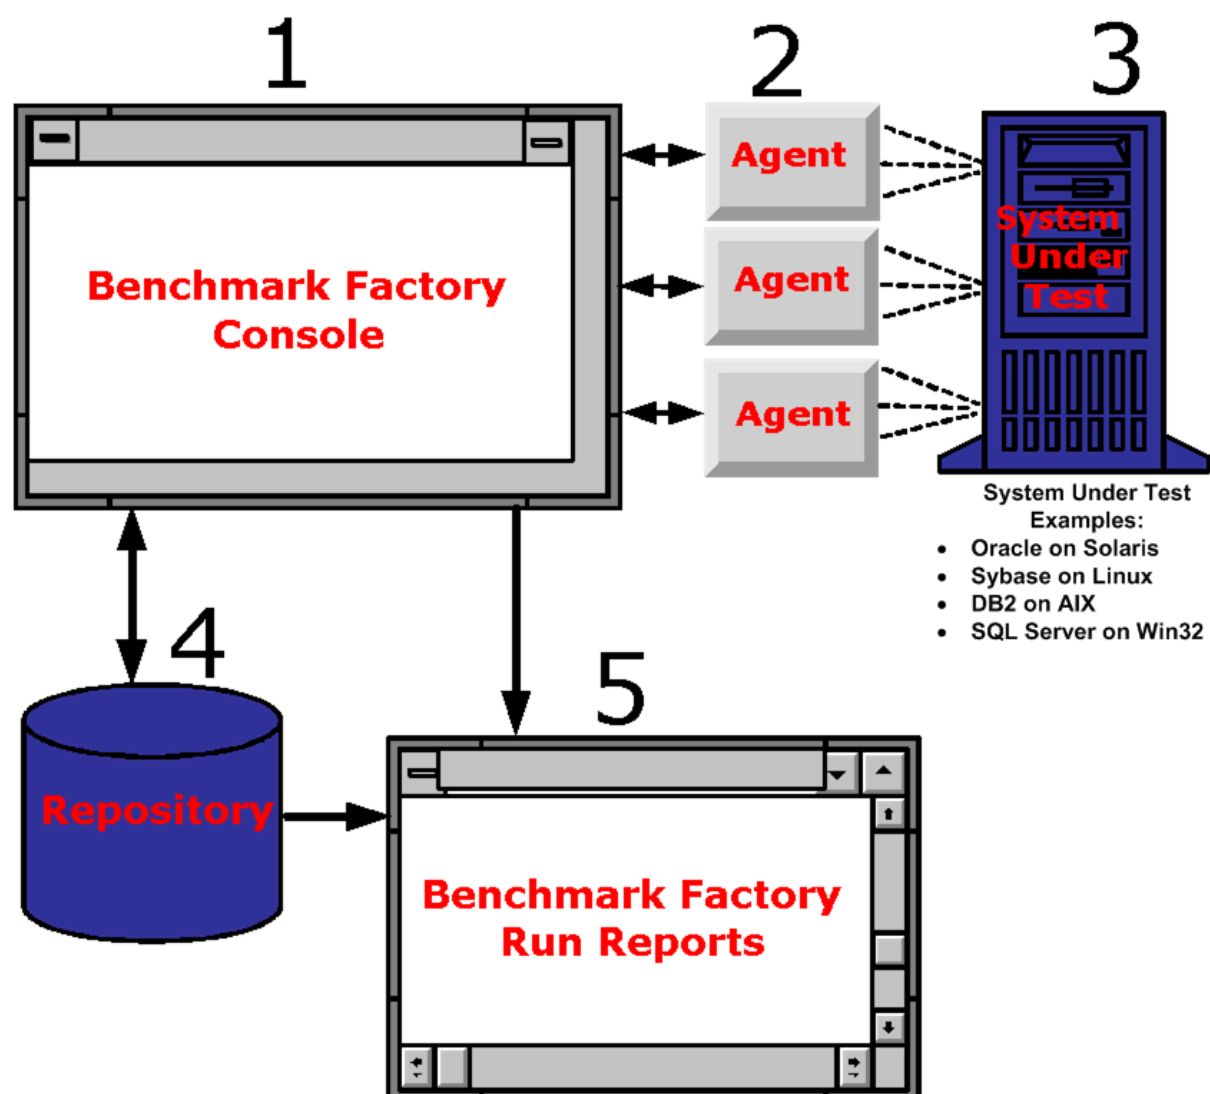 1
2
3
Benchmark Factory
Console
Agent
Agent
Agent
System
Under
Test
System Under Test
Examples:
• Oracle on Solaris
• Sybase on Linux
• DB2 on AIX
• SQL Server on Win32
4
Repository
5
Benchmark Factory
Run Reports